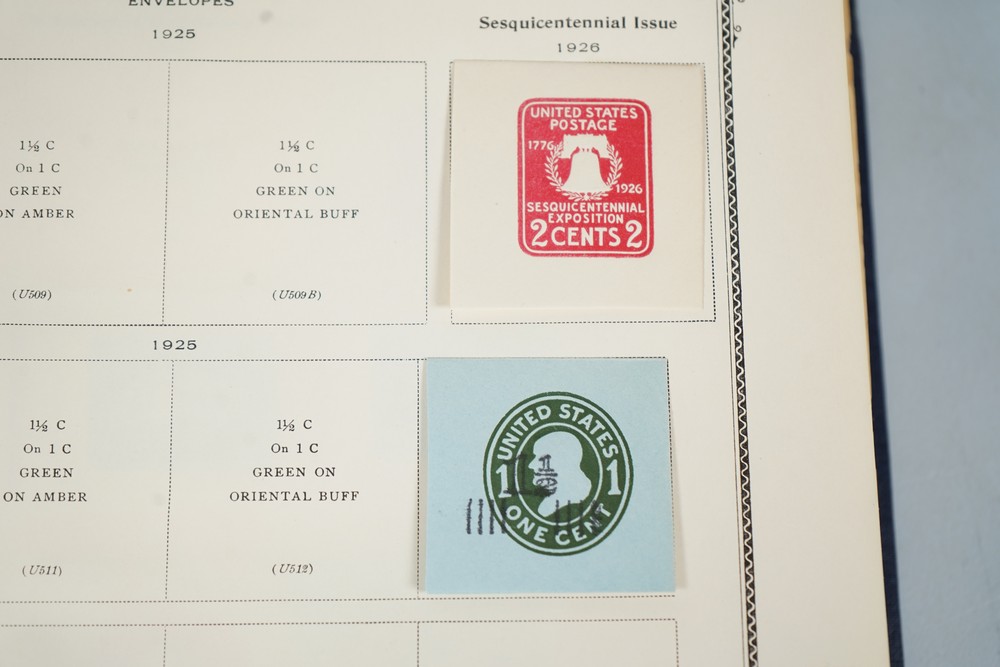 ENVELOPES
1925
Sesquicentennial Issue
1926
1½ C
On 1 C
GREEN
ON AMBER
(U509)
1½ C
On 1 C
GREEN ON
ORIENTAL BUFF
(U509B)
UNITED STATES
POSTAGE
1776
1926
SESQUICENTENNIAL
EXPOSITION
2 CENTS 2
1925
1½ C
On 1 C
GREEN
ON AMBER
(U511)
1½ C
On 1 C
GREEN ON
ORIENTAL BUFF
(U512)
UNITED STATES
1 1
1½
ONE CENT